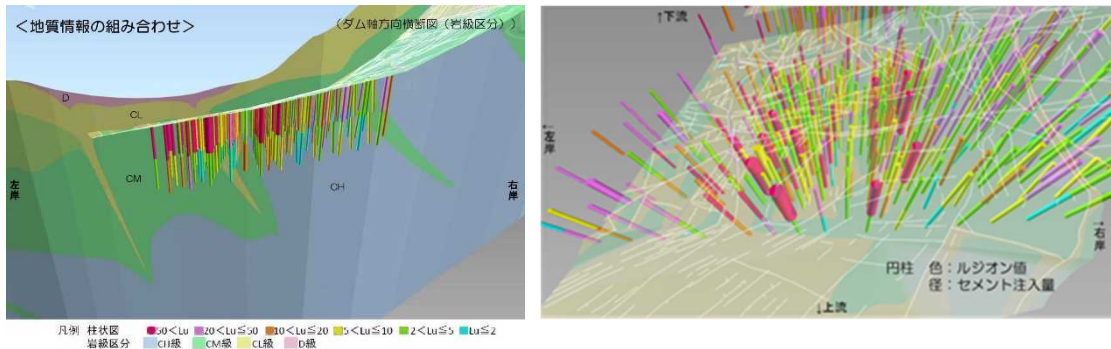 <地質情報の組み合わせ>
(ダム軸方向横断図(岩級区分))
D
CL
CM
CH
左岸
右岸
凡例 柱状図 50<Lu 20<Lu≦50 10<Lu≦20 5<Lu≦10 2<Lu≦5 Lu≦2
岩級区分 CH級 CM級 CL級 D級
↑下流
←左岸
→右岸
円柱 色:ルジオン値
径:セメント注入量
↓上流